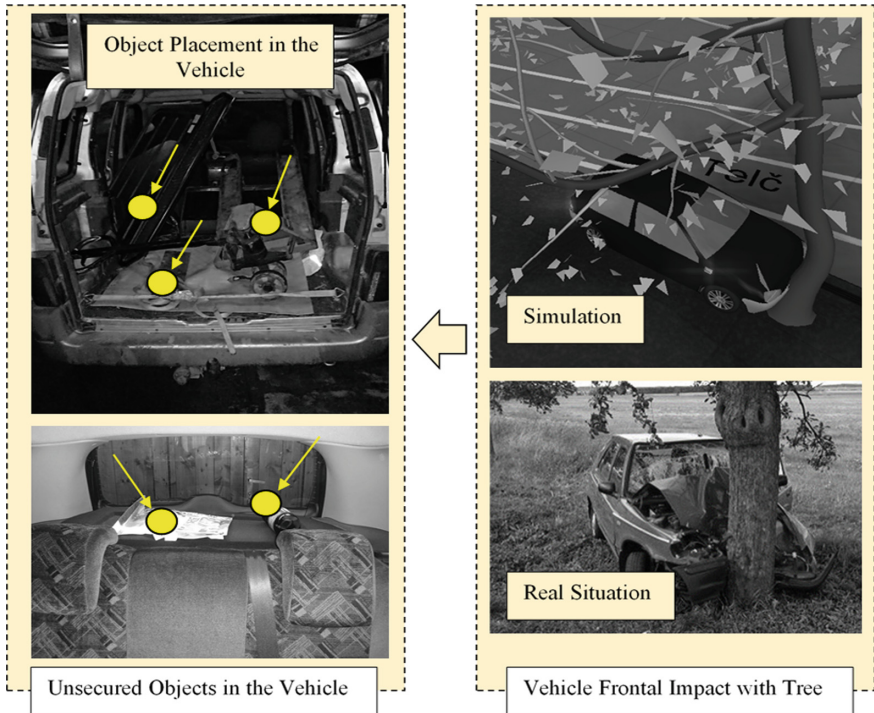 Object Placement in the
Vehicle
Telč
Simulation
Real Situation
Unsecured Objects in the Vehicle
Vehicle Frontal Impact with Tree